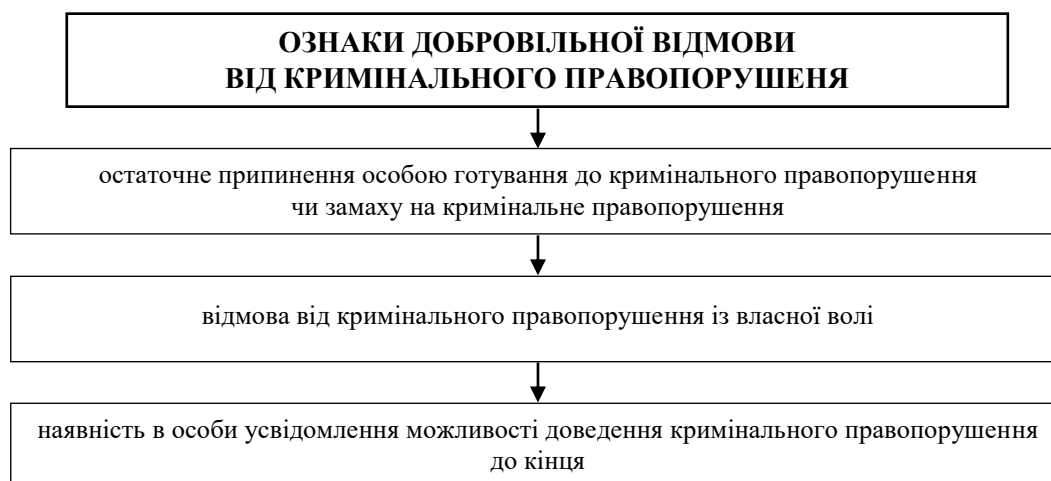 ОЗНАКИ ДОБРОВІЛЬНОЇ ВІДМОВИ
ВІД КРИМІНАЛЬНОГО ПРАВОПОРУШЕНЯ
остаточне припинення особою готування до кримінального правопорушення
чи замаху на кримінальне правопорушення
відмова від кримінального правопорушення із власної волі
наявність в особи усвідомлення можливості доведення кримінального правопорушення
до кінця